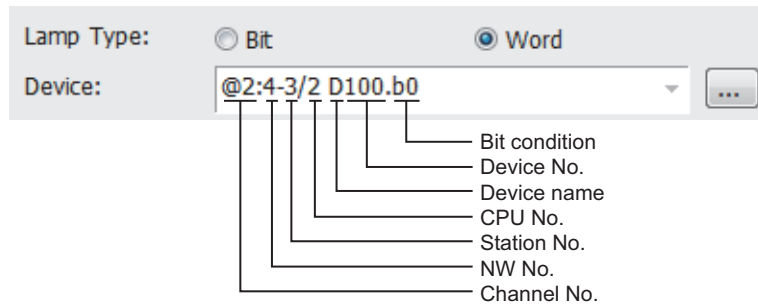 Lamp Type: Bit Word
Device: @2:4-3/2 D100.b0 ...
Bit condition
Device No.
Device name
CPU No.
Station No.
NW No.
Channel No.